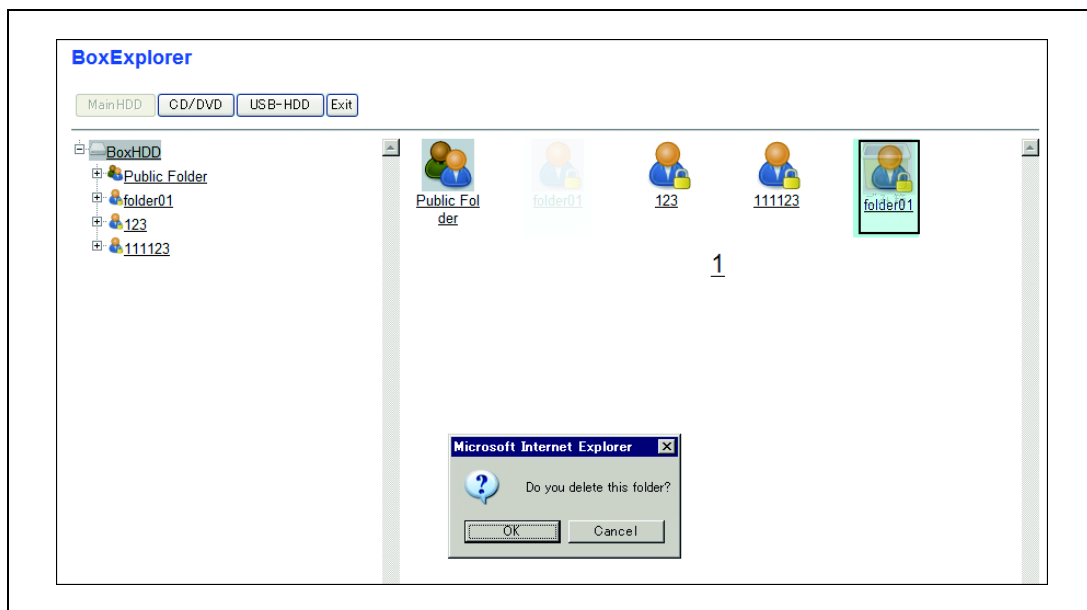 BoxExplorer
MainHDD CD/DVD USB-HDD Exit
BoxHDD
Public Folder
folder01
123
111123
Public Fol
der
folder01
123
111123
folder01
1
Microsoft Internet Explorer
Do you delete this folder?
OK Cancel